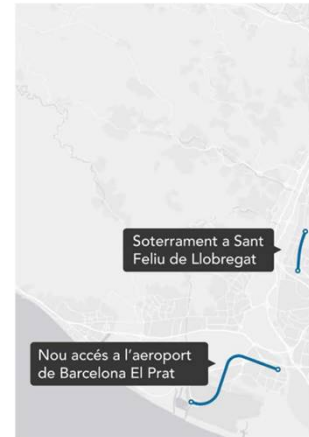 Soterrament a Sant
Feliu de Llobregat
Nou accés a l'aeroport
de Barcelona El Prat